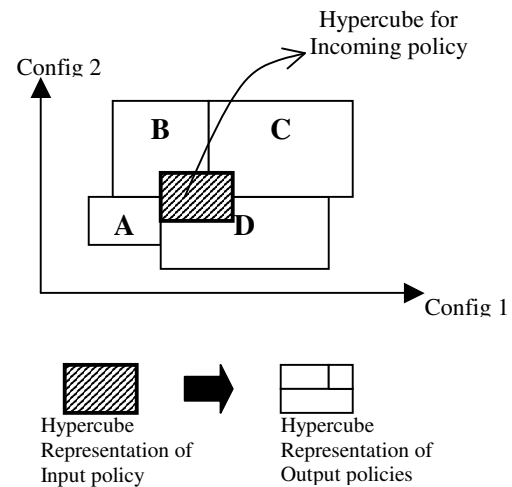 Hypercube for
Incoming policy
Config 2
B
C
A
D
Config 1
Hypercube
Representation of
Input policy
Hypercube
Representation of
Output policies